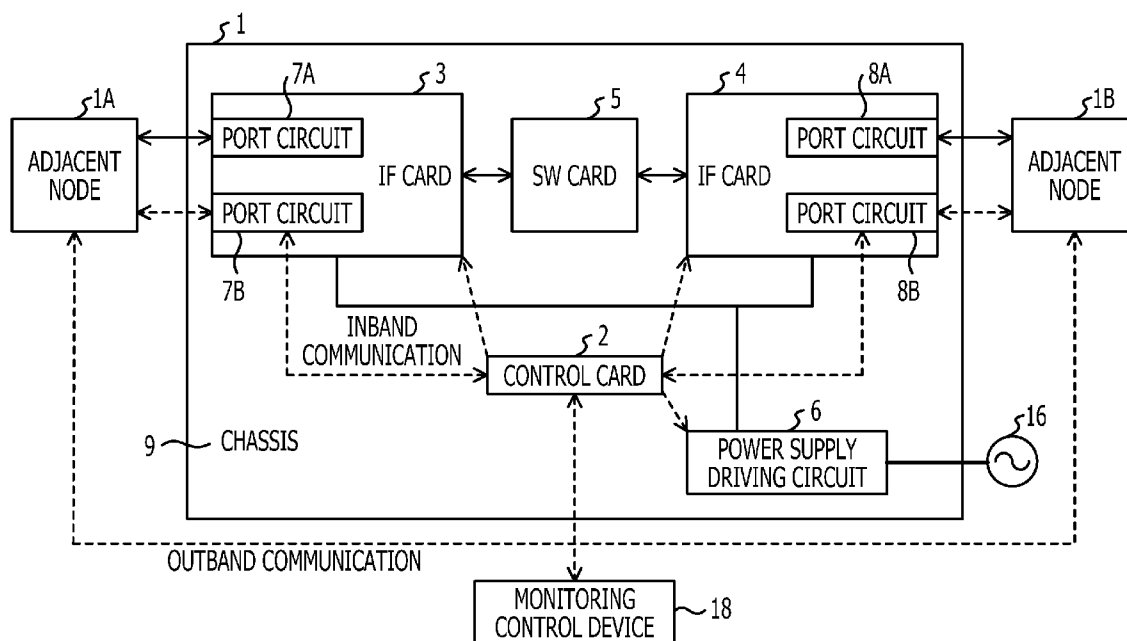 1
7A
3
4
8A
1A
5
1B
PORT CIRCUIT
PORT CIRCUIT
ADJACENT
NODE
IF CARD
SW CARD
IF CARD
ADJACENT
NODE
PORT CIRCUIT
PORT CIRCUIT
7B
8B
INBAND
COMMUNICATION
2
CONTROL CARD
6
16
9
CHASSIS
POWER SUPPLY
DRIVING CIRCUIT
OUTBAND COMMUNICATION
MONITORING
CONTROL DEVICE
18